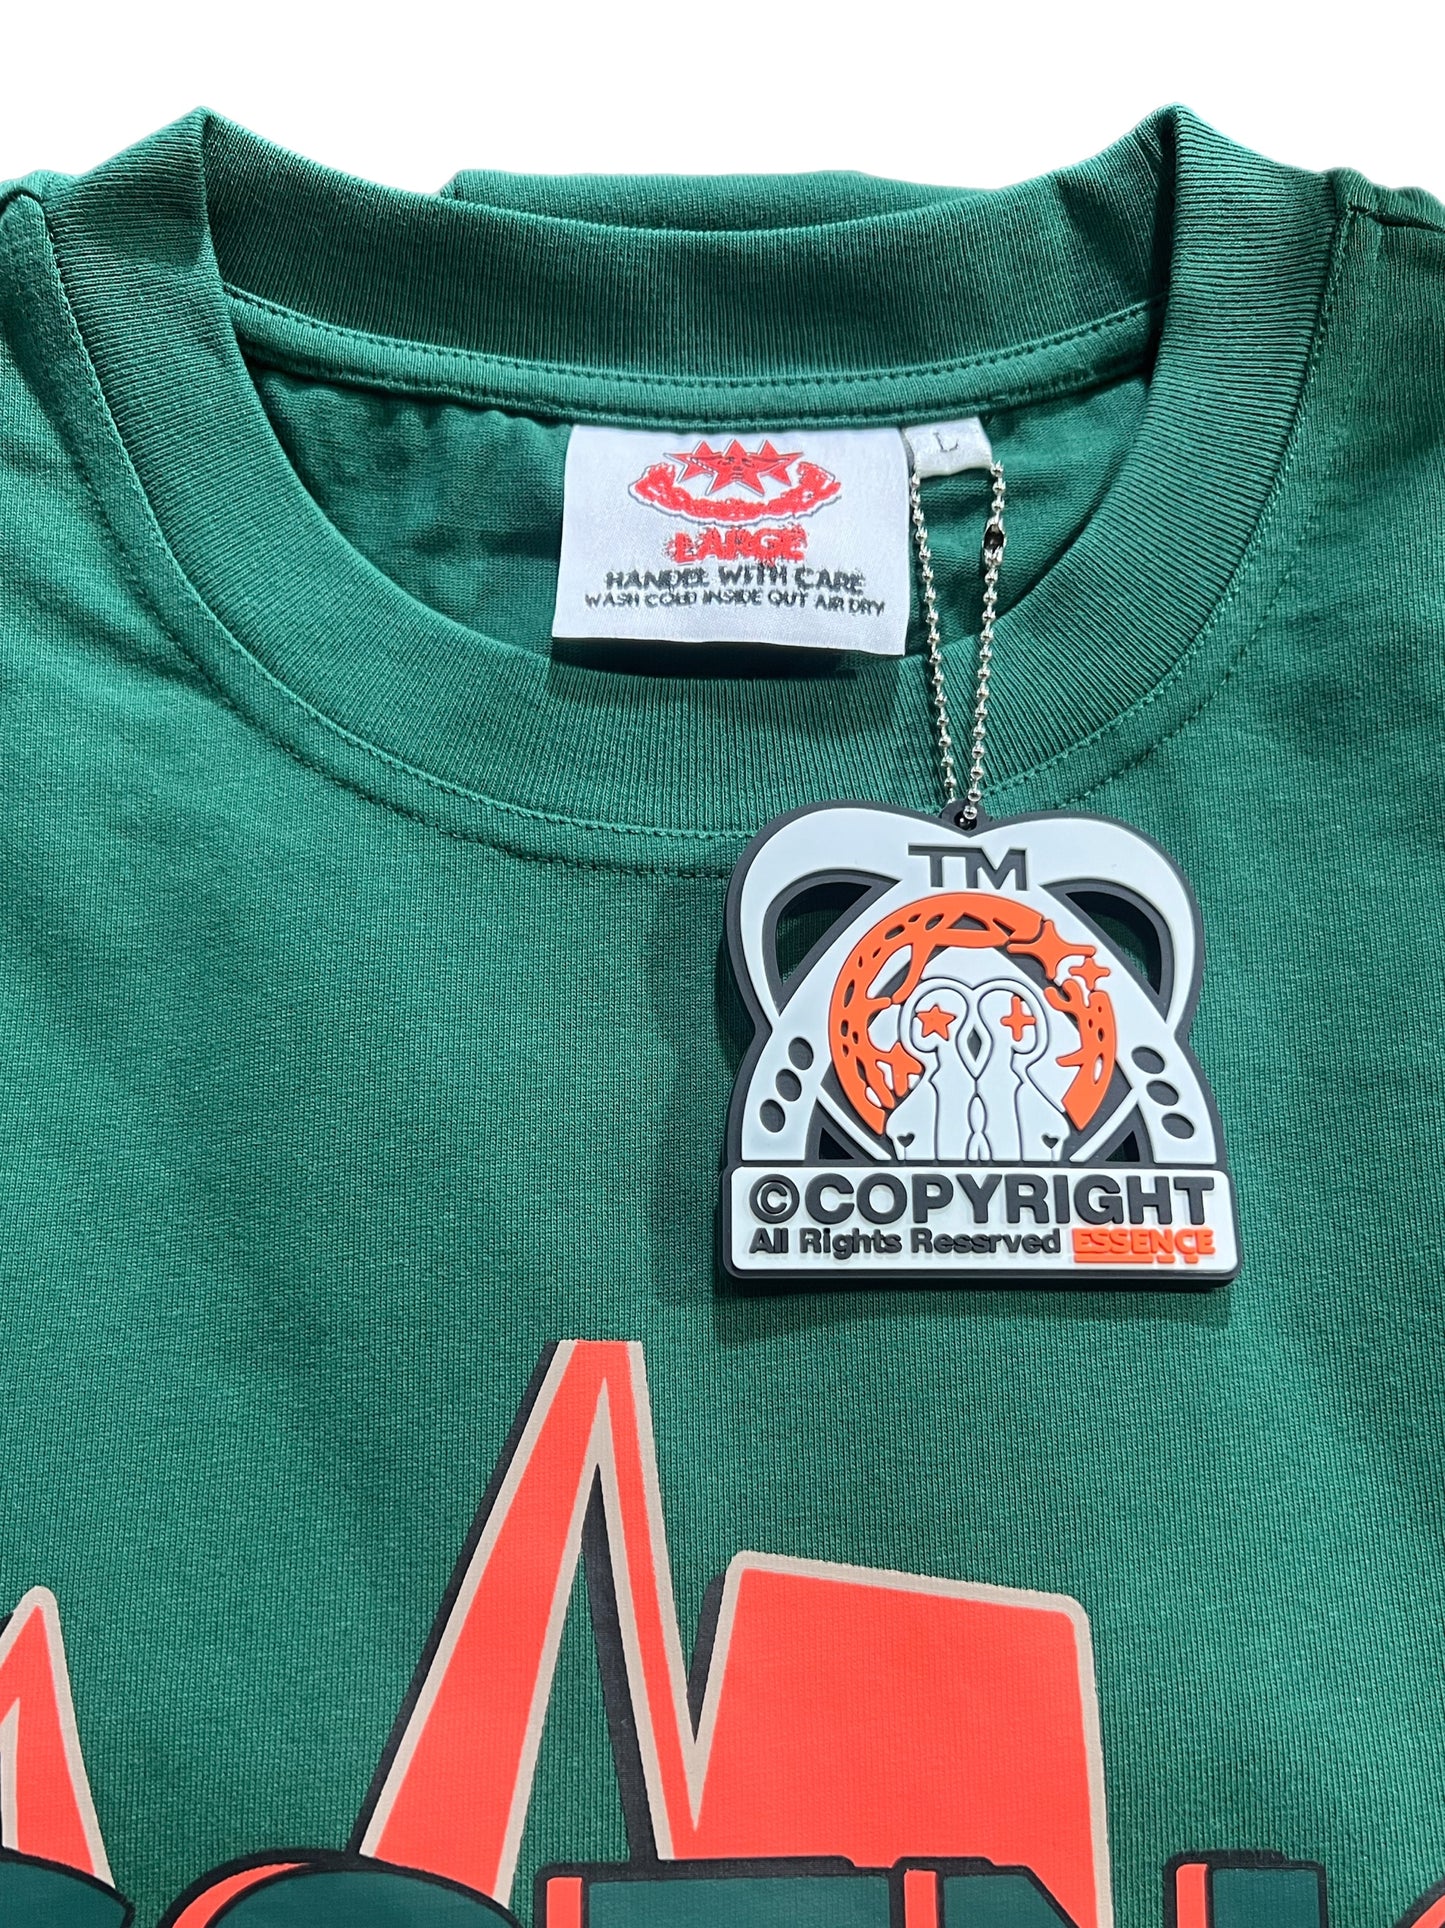 L
LARGE
HANDEL WITH CARE
WASH COLD INSIDE OUT AIR DRY
TM
©COPYRIGHT
All Rights Ressrved ESSENCE